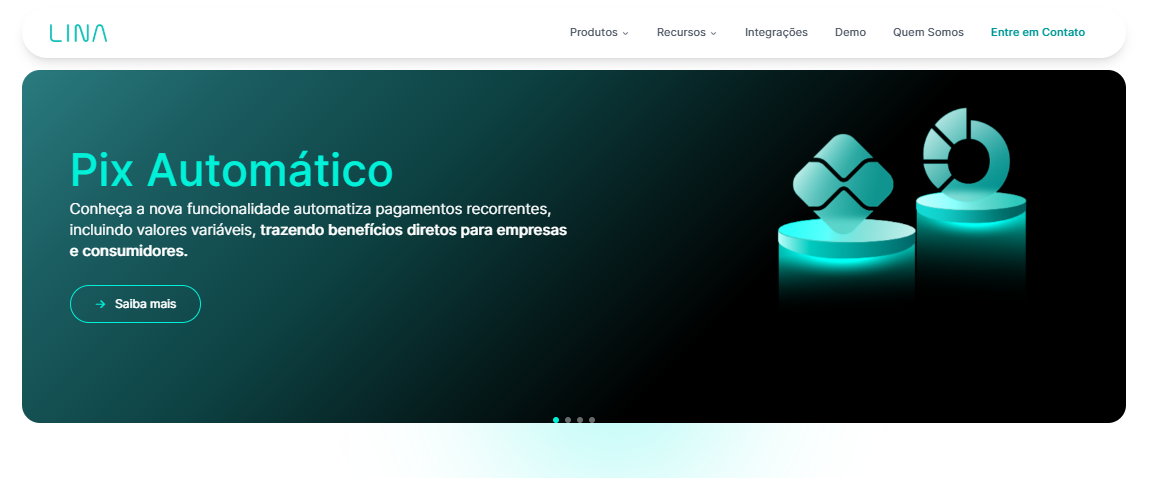 LINA
Produtos
Recursos
Integrações
Demo
Quem Somos
Entre em Contato
Pix Automático
Conheça a nova funcionalidade automatiza pagamentos recorrentes,
incluindo valores variáveis, trazendo benefícios diretos para empresas
e consumidores.
Saiba mais